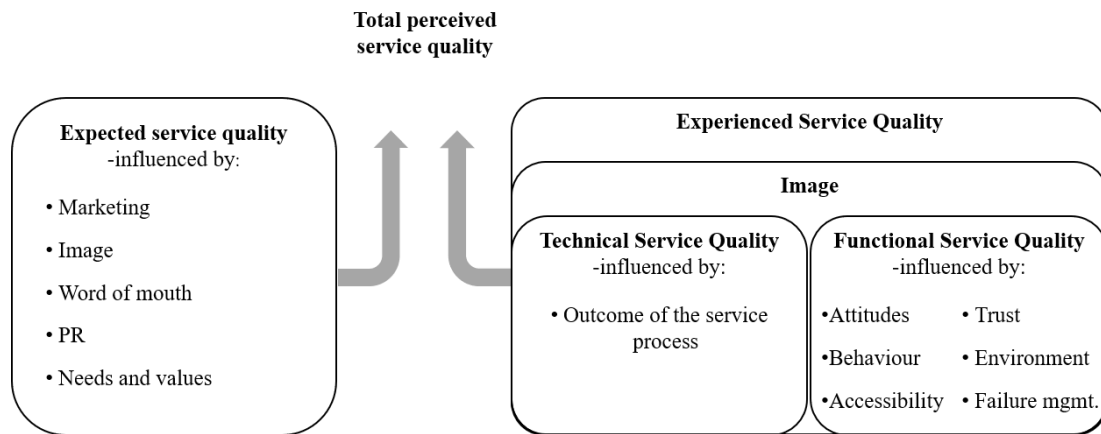 Total perceived
service quality
Expected service quality
-influenced by:
• Marketing
• Image
• Word of mouth
• PR
• Needs and values
Experienced Service Quality
Image
Technical Service Quality
-influenced by:
• Outcome of the service
process
Functional Service Quality
-influenced by:
•Attitudes
•Behaviour
•Accessibility
• Trust
• Environment
• Failure mgmt.